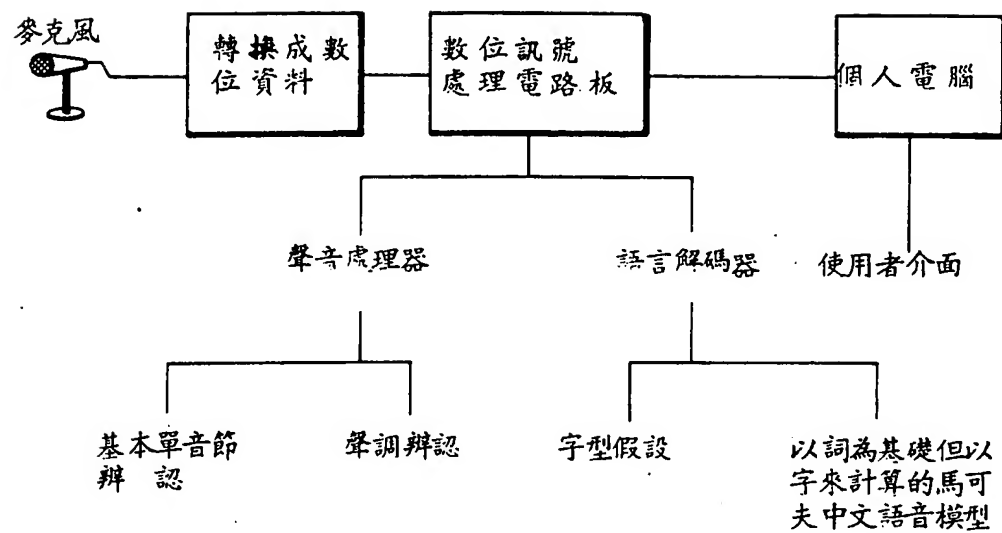 麥克風
轉換成數
位資料
數位訊號
處理電路板
個人電腦
聲音處理器
語言解碼器
使用者介面
基本單音節
辨認
聲調辨認
字型假設
以詞為基礎但以
字來計算的馬可
夫中文語音模型